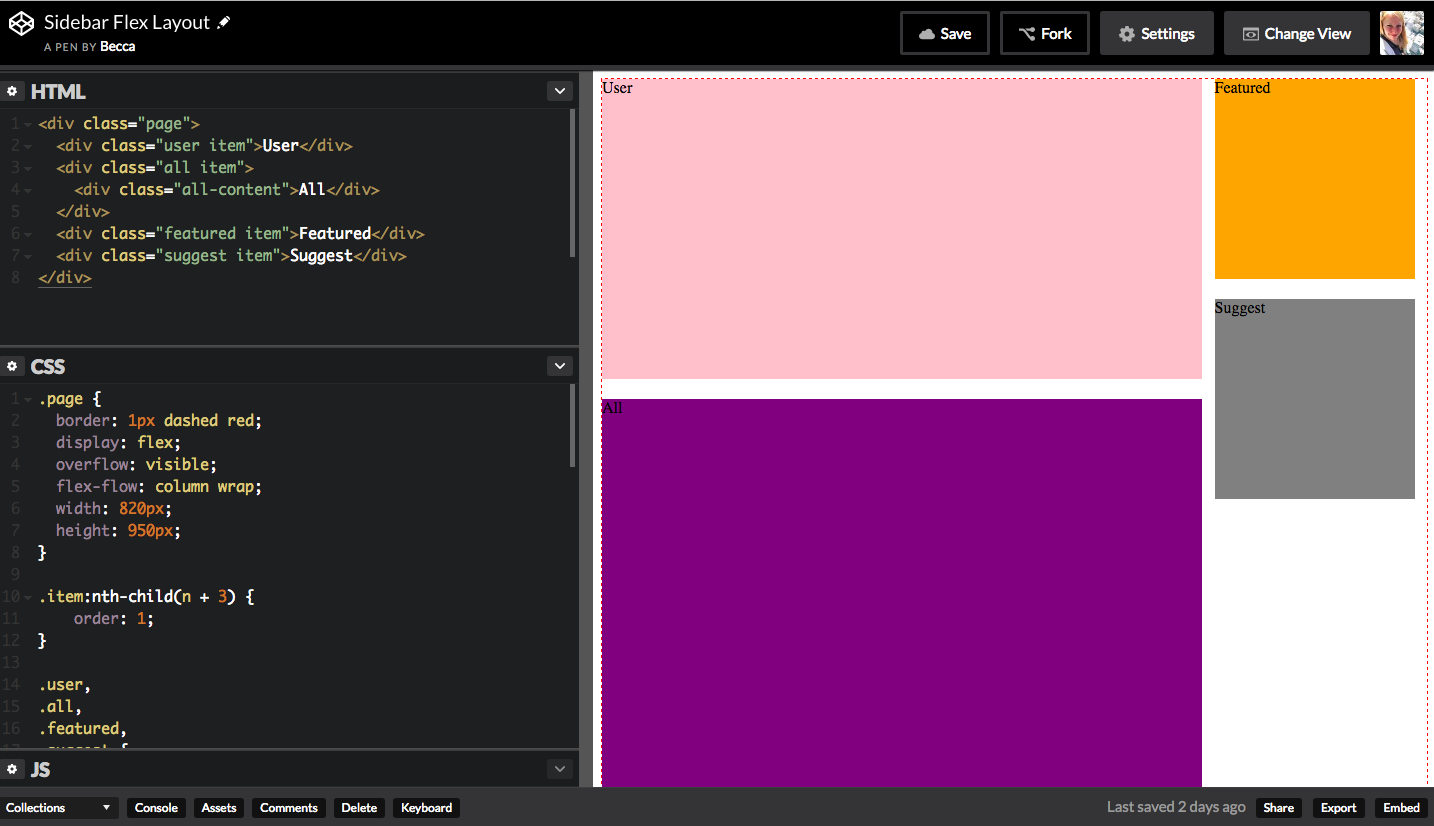 Sidebar Flex Layout
A PEN BY Becca
Save
Fork
Settings
Change View
HTML
1 <div class="page">
2 <div class="user item">User</div>
3 <div class="all item">
4 <div class="all-content">All</div>
5 </div>
6 <div class="featured item">Featured</div>
7 <div class="suggest item">Suggest</div>
8 </div>
CSS
1 .page {
2 border: 1px dashed red;
3 display: flex;
4 overflow: visible;
5 flex-flow: column wrap;
6 width: 820px;
7 height: 950px;
8 }
9
10 .item:nth-child(n + 3) {
11 order: 1;
12 }
13
14 .user,
15 .all,
16 .featured,
JS
User
Featured
Suggest
All
Collections
Console
Assets
Comments
Delete
Keyboard
Last saved 2 days ago
Share
Export
Embed